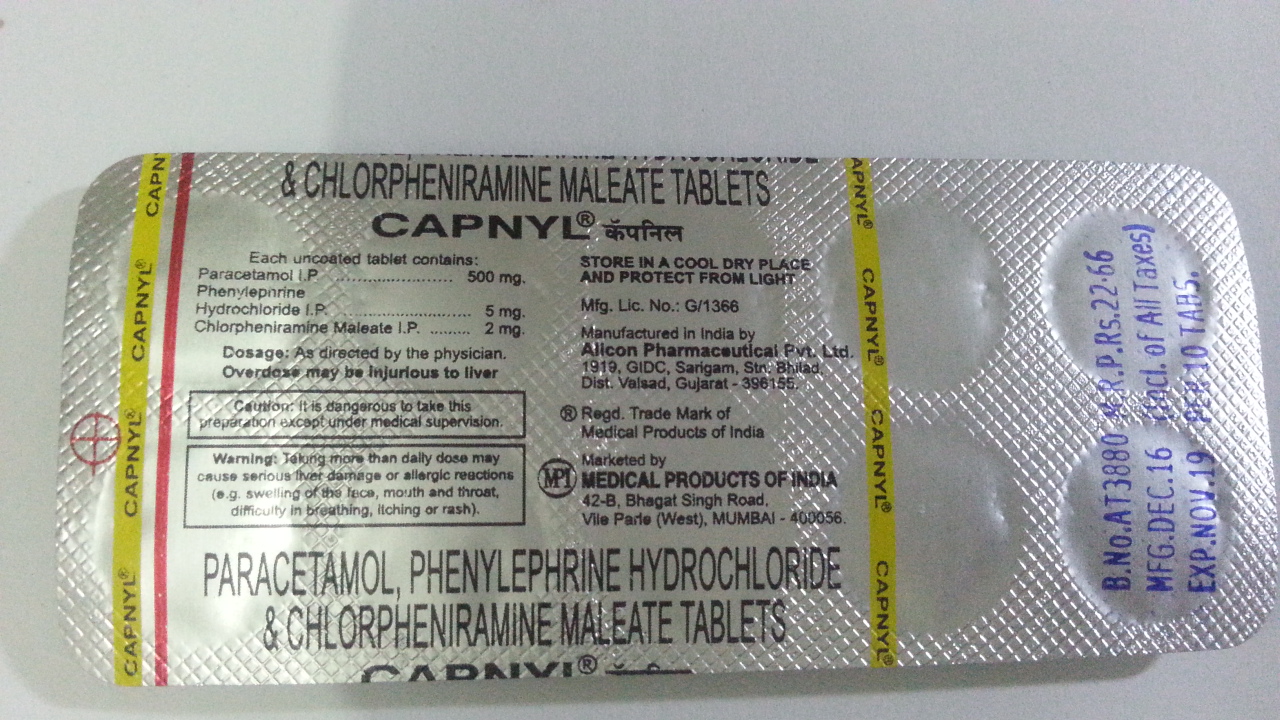 & CHLORPHENIRAMINE MALEATE TABLETS
CAPNYL® कॅपनिल
Each uncoated tablet contains:
Paracetamol I.P. .......................... 500 mg.
Phenylephrine
Hydrochloride I.P. ............................. 5 mg.
Chlorpheniramine Maleate I.P. ......... 2 mg.
Dosage: As directed by the physician.
Overdose may be injurious to liver
Caution: It is dangerous to take this
preparation except under medical supervision.
Warning: Taking more than daily dose may
cause serious liver damage or allergic reactions
(e.g. swelling of the face, mouth and throat,
difficulty in breathing, itching or rash).
STORE IN A COOL DRY PLACE
AND PROTECT FROM LIGHT
Mfg. Lic. No.: G/1366
Manufactured in India by
Alicon Pharmaceutical Pvt. Ltd.
1919, GIDC, Sarigam, Stn. Bhilad,
Dist. Valsad, Gujarat - 396155.
® Regd. Trade Mark of
Medical Products of India
Marketed by
MPI MEDICAL PRODUCTS OF INDIA
42-B, Bhagat Singh Road,
Vile Parle (West), MUMBAI - 400056.
PARACETAMOL, PHENYLEPHRINE HYDROCHLORIDE
& CHLORPHENIRAMINE MALEATE TABLETS
CAPNYL®
CAPNYL® CAPNYL® CAPNYL® CAPN
CAPNYL® CAPNYL® CAPNYL® APNYL®
B.No.AT3880 M.R.P.Rs.22.66
MFG.DEC.16 (Incl. of All Taxes)
EXP.NOV.19 PER 10 TABS.